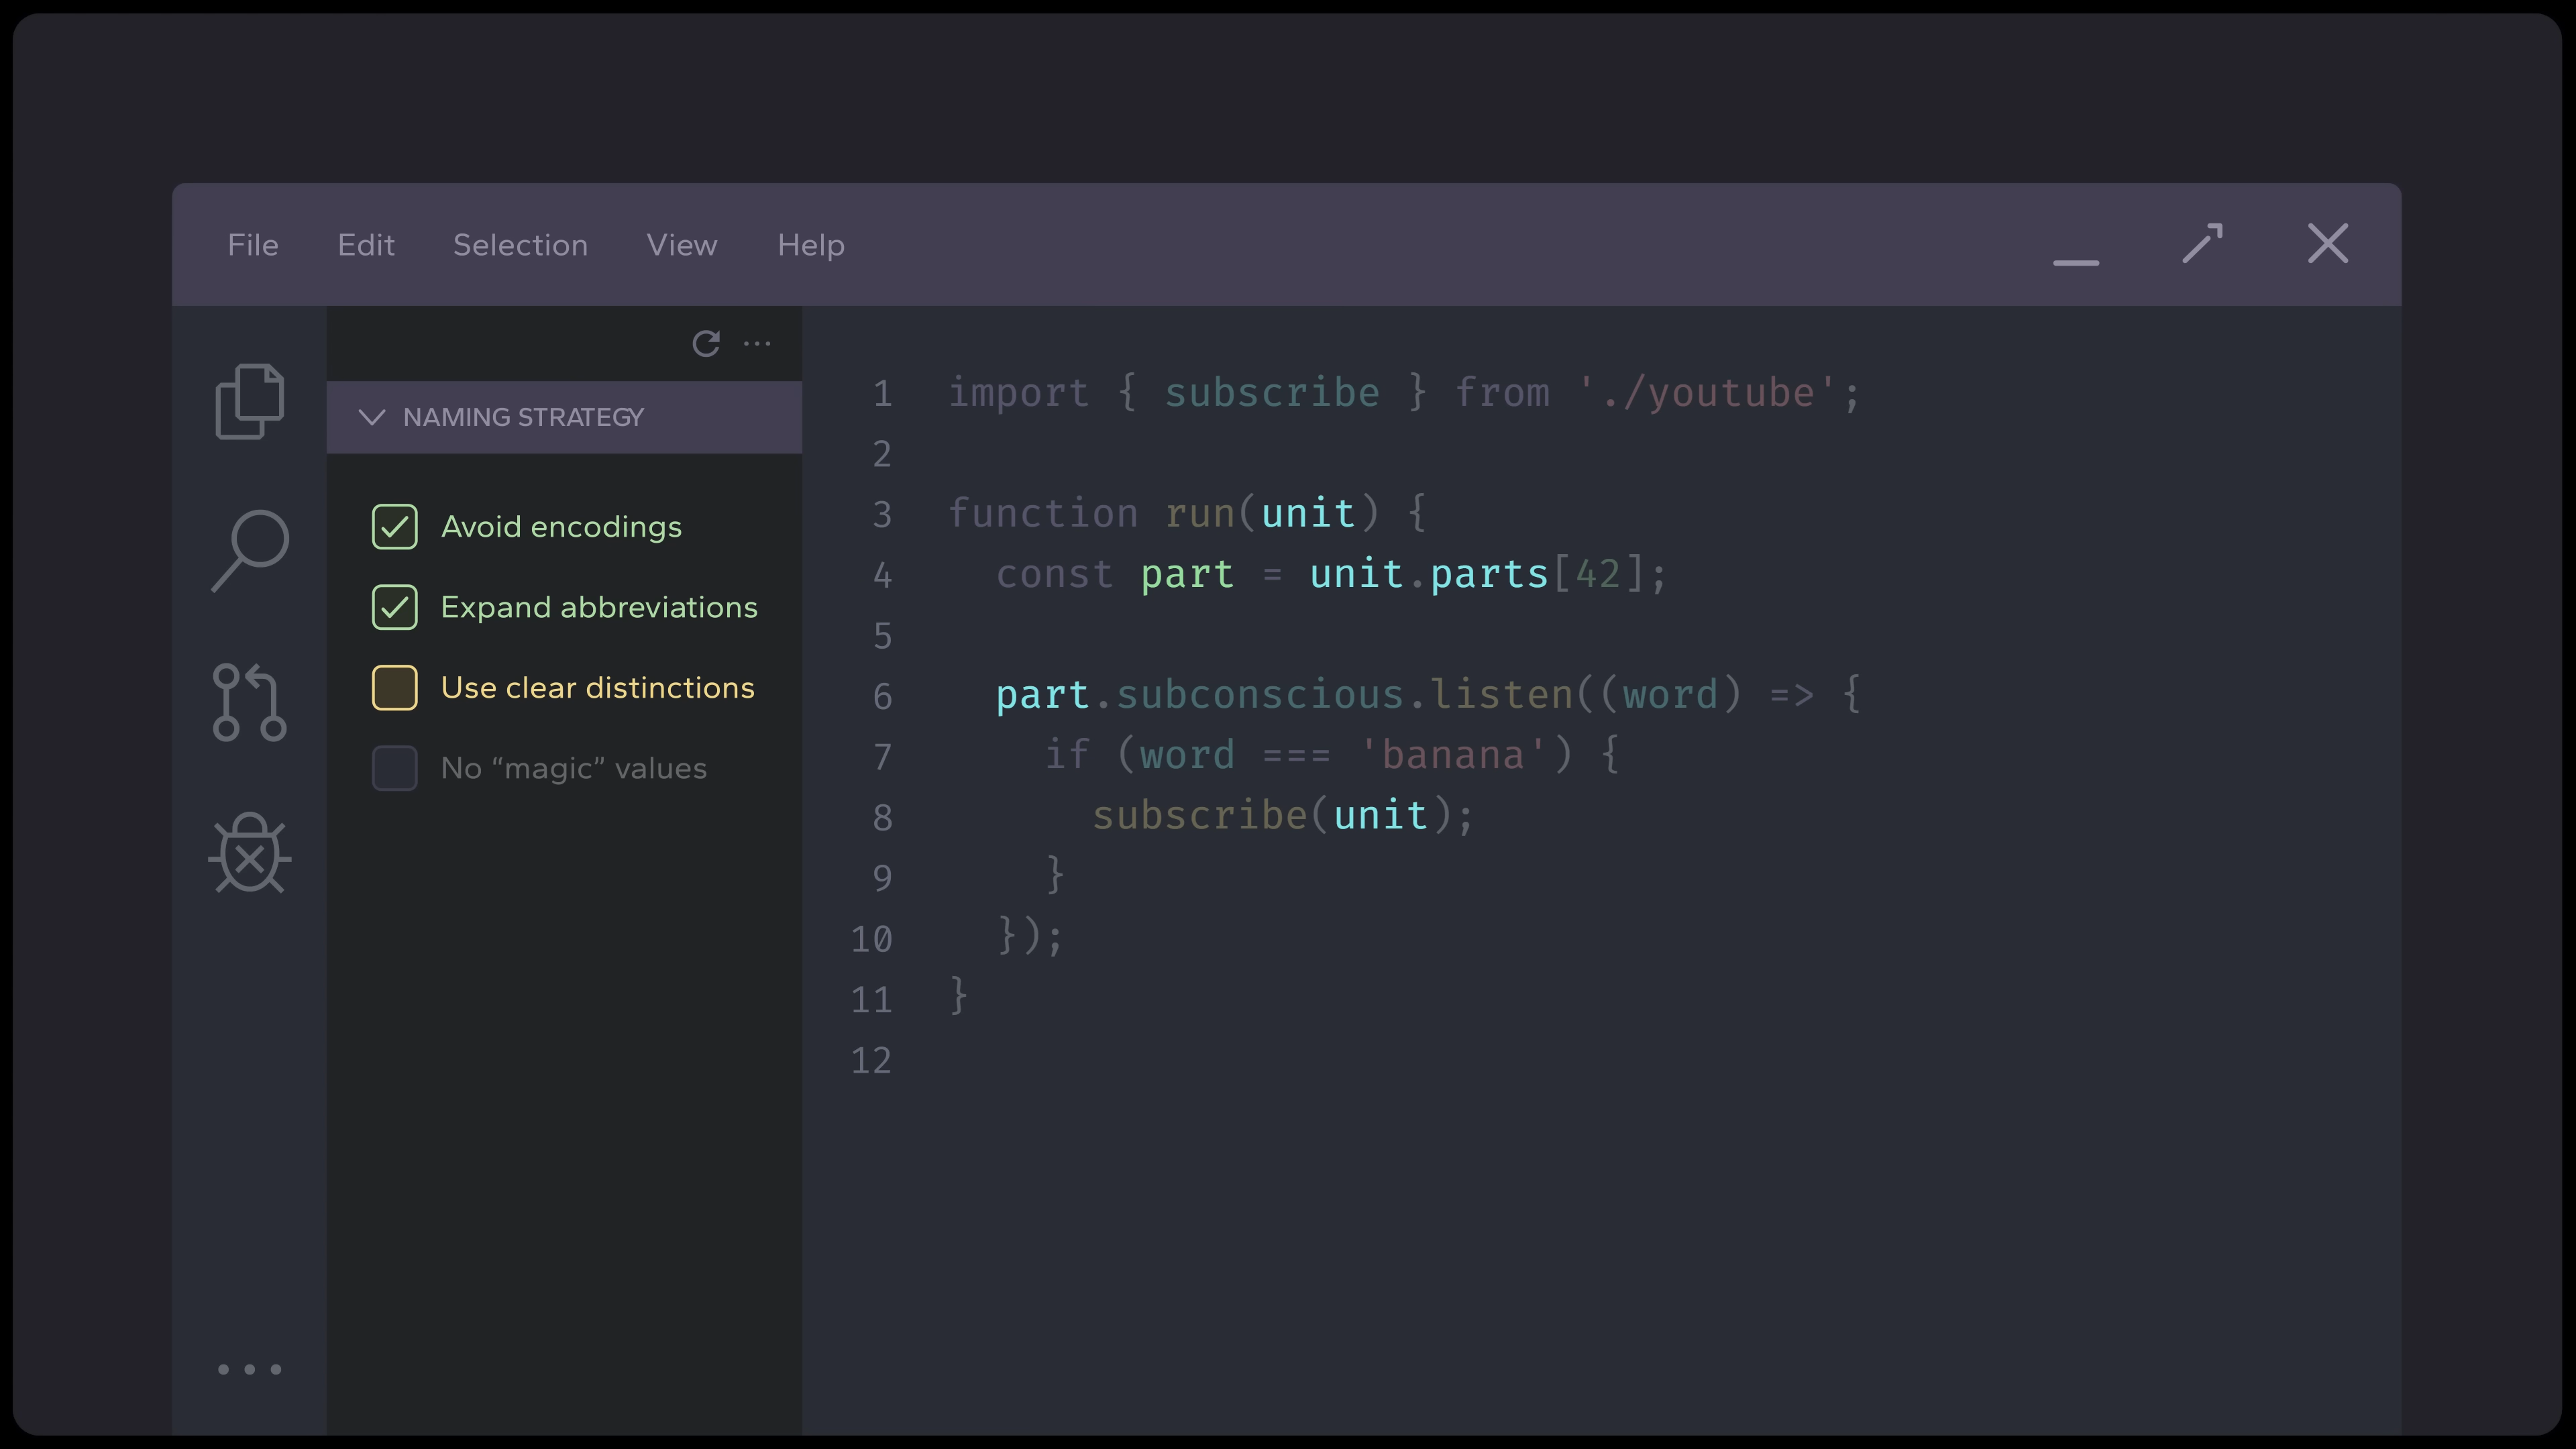 File Edit Selection View Help
NAMING STRATEGY
Avoid encodings
Expand abbreviations
Use clear distinctions
No “magic” values
1 import { subscribe } from './youtube';
2
3 function run(unit) {
4   const part = unit.parts[42];
5
6   part.subconscious.listen((word) => {
7     if (word === 'banana') {
8       subscribe(unit);
9     }
10   });
11 }
12